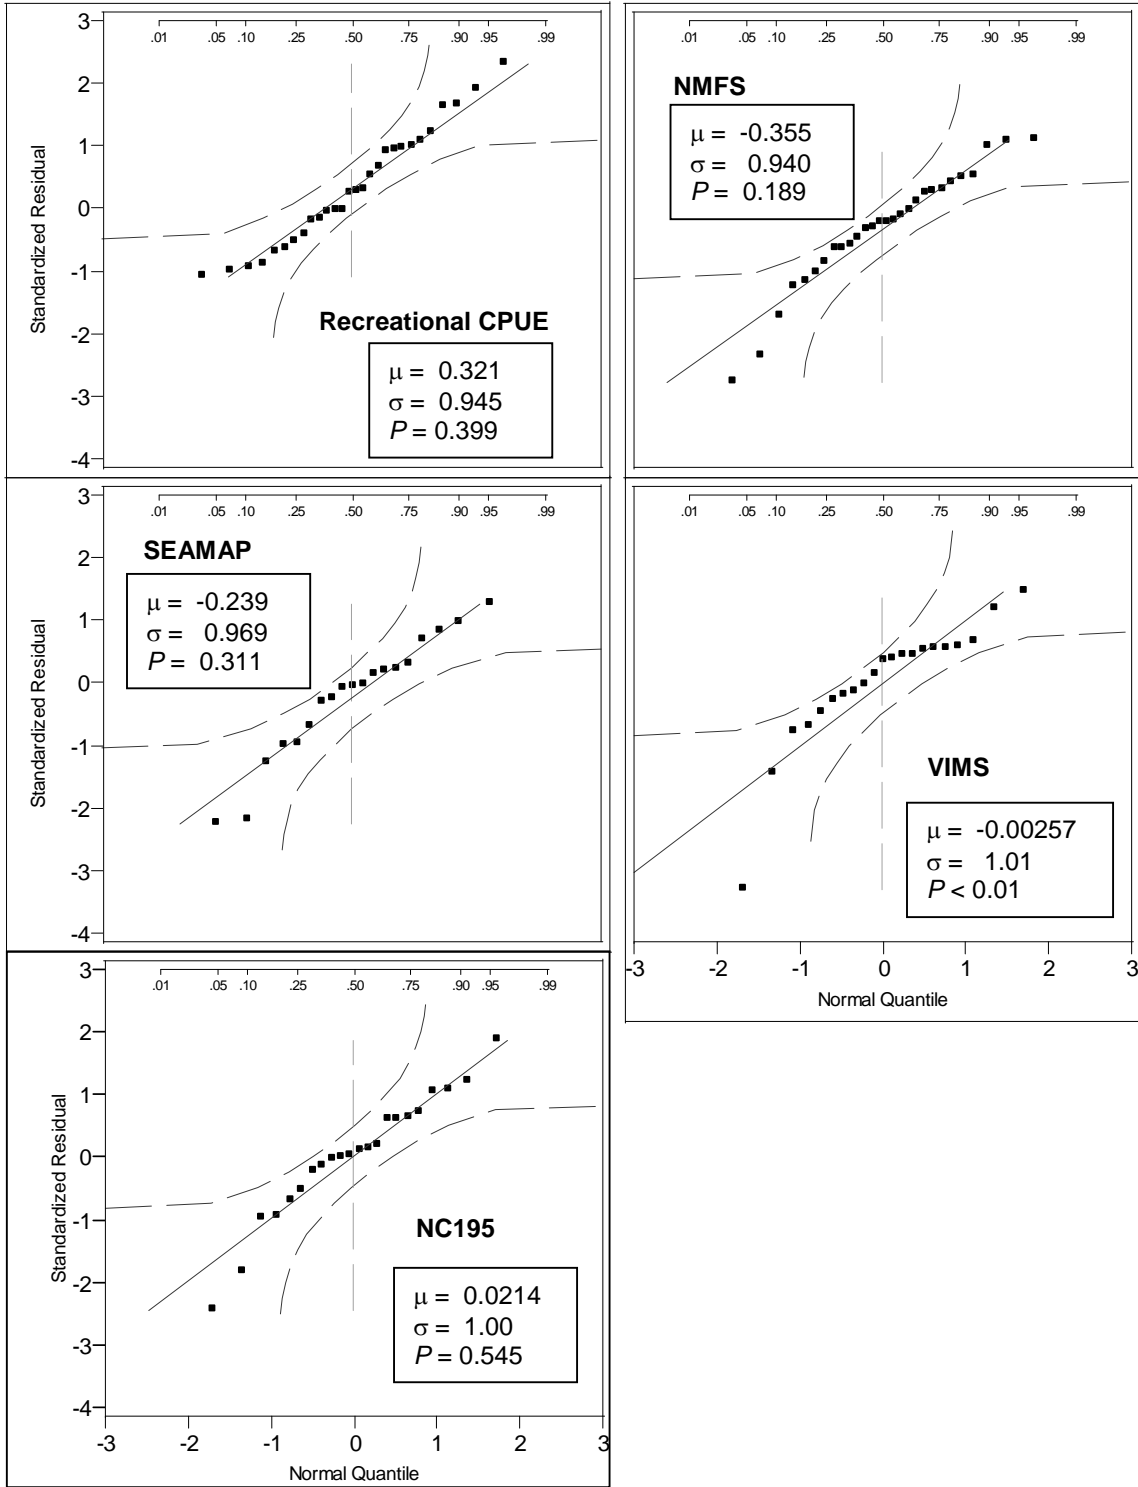 3
2
1
0
-1
-2
-3
-4
Standardized Residual
.01 .05 .10 .25 .50 .75 .90 .95 .99
Recreational CPUE
μ = 0.321
σ = 0.945
P = 0.399
.01 .05 .10 .25 .50 .75 .90 .95 .99
NMFS
μ = -0.355
σ = 0.940
P = 0.189
3
2
1
0
-1
-2
-3
-4
Standardized Residual
.01 .05 .10 .25 .50 .75 .90 .95 .99
SEAMAP
μ = -0.239
σ = 0.969
P = 0.311
.01 .05 .10 .25 .50 .75 .90 .95 .99
VIMS
μ = -0.00257
σ = 1.01
P < 0.01
-3 -2 -1 0 1 2 3
Normal Quantile
3
2
1
0
-1
-2
-3
-4
Standardized Residual
.01 .05 .10 .25 .50 .75 .90 .95 .99
NC195
μ = 0.0214
σ = 1.00
P = 0.545
-3 -2 -1 0 1 2 3
Normal Quantile